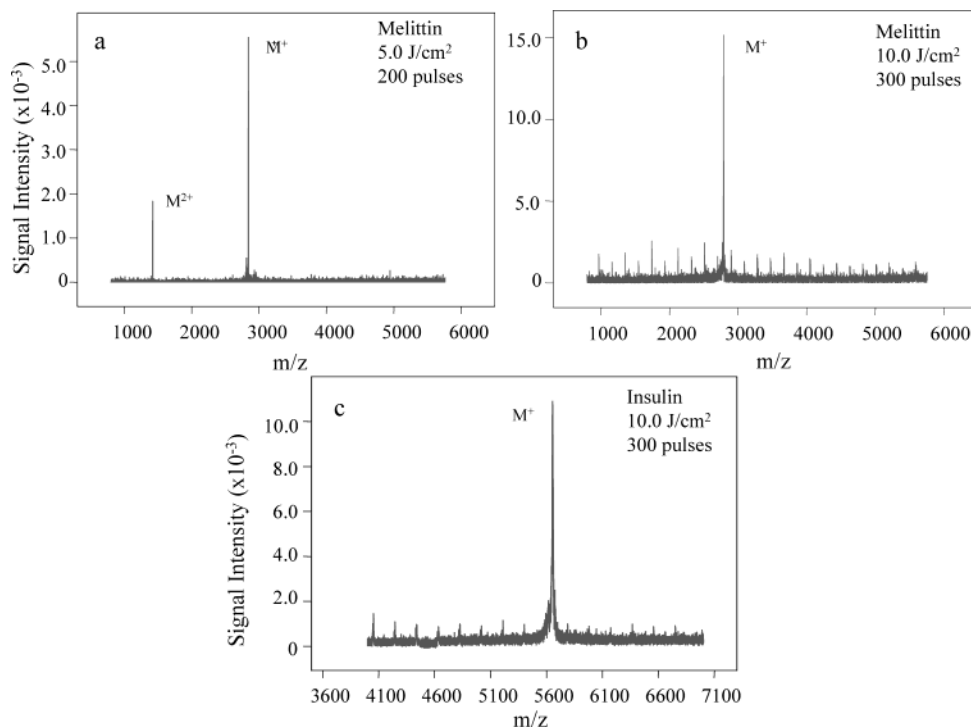 a
M⁺
Melittin
5.0 J/cm²
200 pulses
Signal Intensity (x10⁻³)
5.0
4.0
3.0
2.0
1.0
0
M²⁺
1000 2000 3000 4000 5000 6000
m/z
b
M⁺
Melittin
10.0 J/cm²
300 pulses
15.0
15.0
5.0
0
1000 2000 3000 4000 5000 6000
m/z
c
M⁺
Insulin
10.0 J/cm²
300 pulses
Signal Intensity (x10⁻³)
10.0
8.0
6.0
4.0
2.0
0
3600 4100 4600 5100 5600 6100 6600 7100
m/z